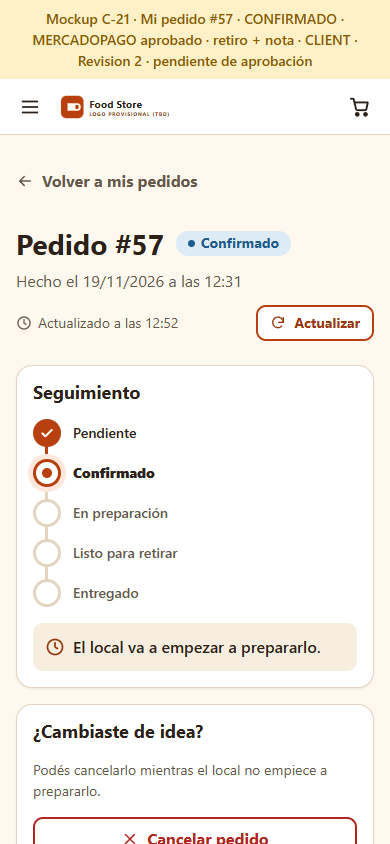 Mockup C-21 · Mi pedido #57 · CONFIRMADO ·
MERCADOPAGO aprobado · retiro + nota · CLIENT ·
Revision 2 · pendiente de aprobación
Food Store
LOGO PROVISIONAL (TBD)
Volver a mis pedidos
Pedido #57
Confirmado
Hecho el 19/11/2026 a las 12:31
Actualizado a las 12:52
Actualizar
Seguimiento
Pendiente
Confirmado
En preparación
Listo para retirar
Entregado
El local va a empezar a prepararlo.
¿Cambiaste de idea?
Podés cancelarlo mientras el local no empiece a
prepararlo.
Cancelar pedido